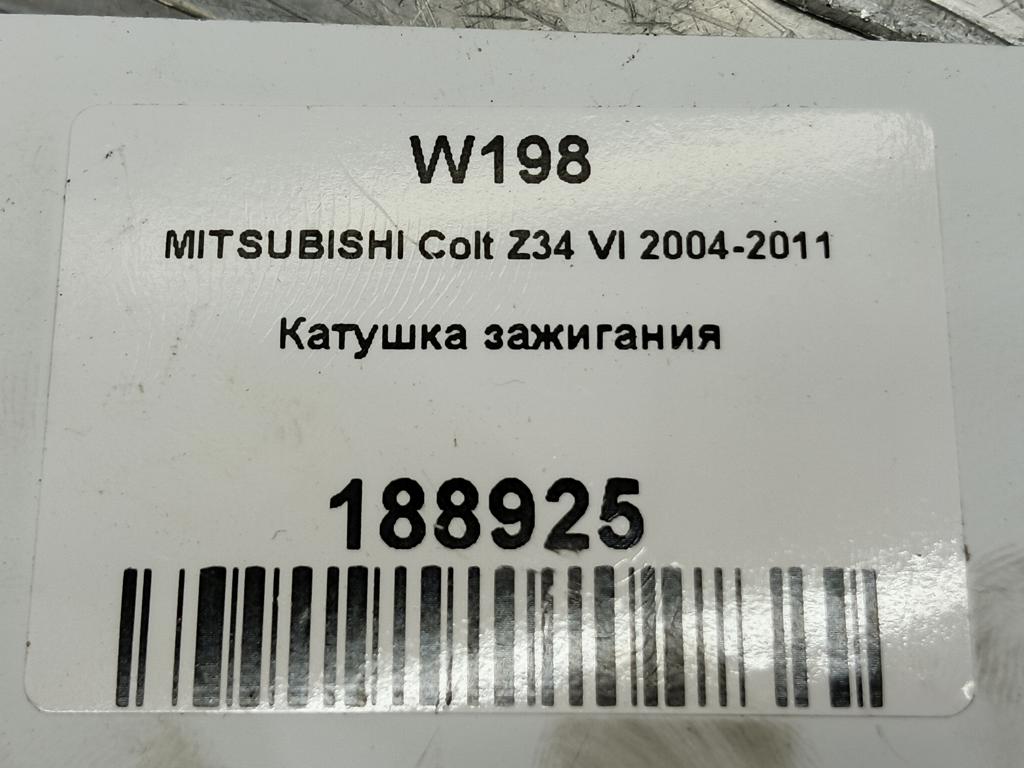 W198
MITSUBISHI Colt Z34 VI 2004-2011
Катушка зажигания
188925